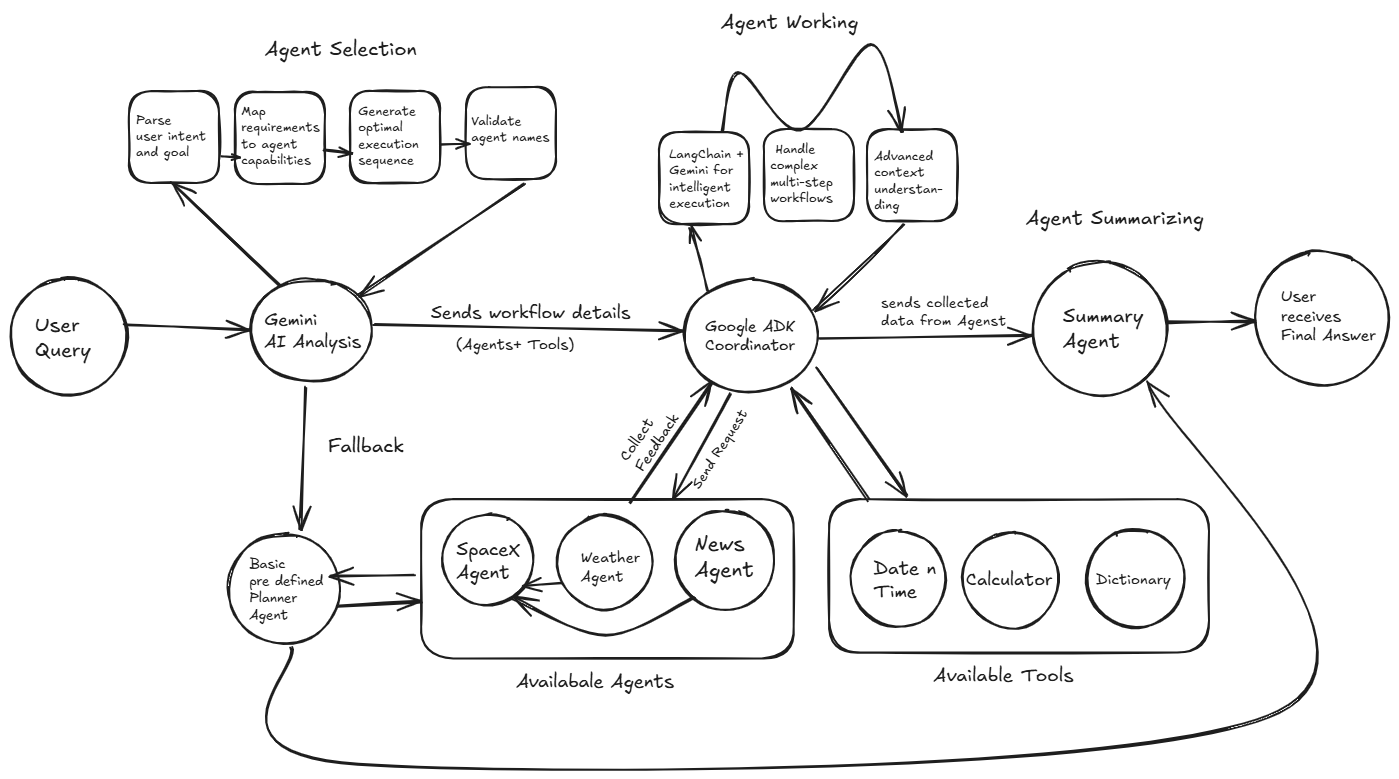 Agent Selection
Parse
user intent
and goal
Map
requirements
to agent
capabilities
Generate
optimal
execution
sequence
Validate
agent names
Agent Working
LangChain +
Gemini for
intelligent
execution
Handle
complex
multi-step
workflows
Advanced
context
understan-
ding
Agent Summarizing
User
Query
Gemini
AI Analysis
Sends workflow details
(Agents+ Tools)
Google ADK
Coordinator
sends collected
data from Agenst
Summary
Agent
User
receives
Final Answer
Fallback
Collect
Feedback
Send Request
Basic
pre defined
Planner
Agent
SpaceX
Agent
Weather
Agent
News
Agent
Availabale Agents
Date n
Time
Calculator
Dictionary
Available Tools